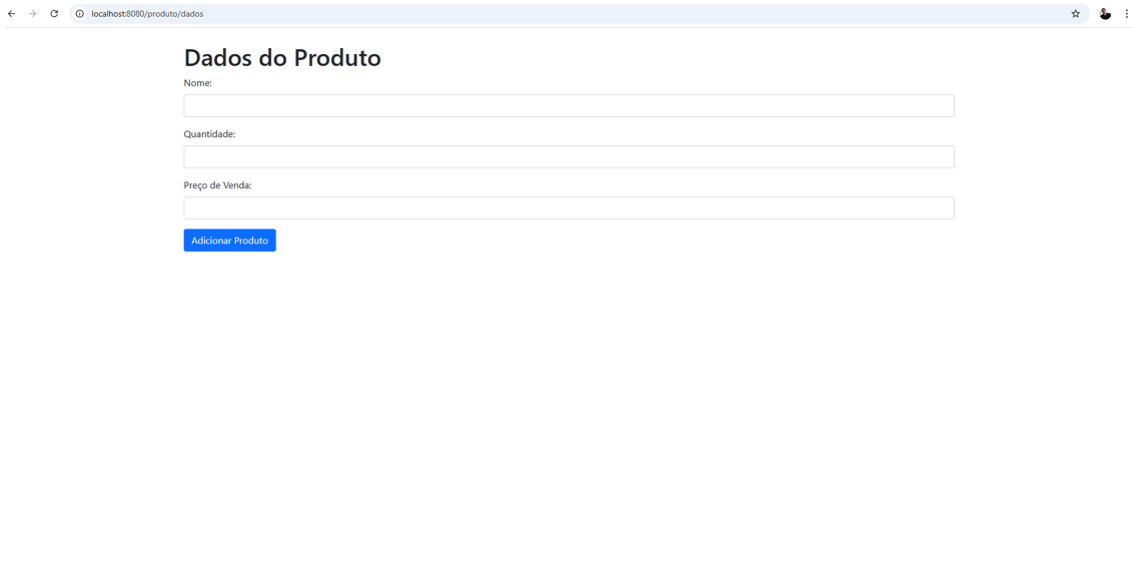 localhost:8080/produto/dados
Dados do Produto
Nome:
Quantidade:
Preço de Venda:
Adicionar Produto